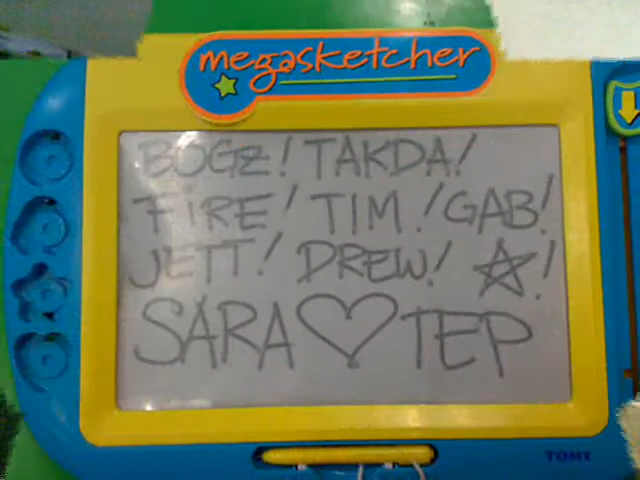 megasketcher
BOGZ! TAKDA!
FIRE! TIM! GAB!
JETT! DREW! ☆!
SARA ♡ TEP
TOMY